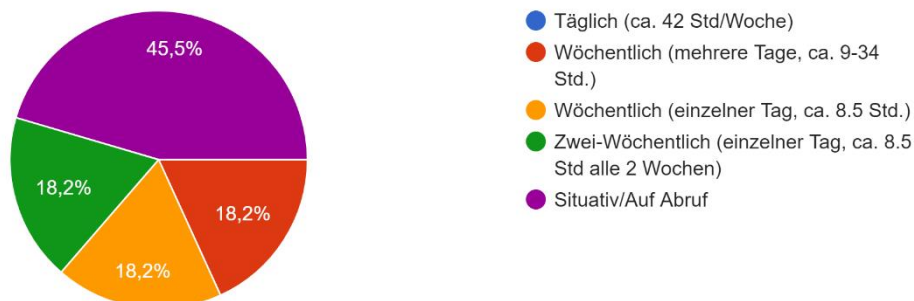 45,5%
18,2%
18,2%
18,2%
Täglich (ca. 42 Std/Woche)
Wöchentlich (mehrere Tage, ca. 9-34
Std.)
Wöchentlich (einzelner Tag, ca. 8.5 Std.)
Zwei-Wöchentlich (einzelner Tag, ca. 8.5
Std alle 2 Wochen)
Situativ/Auf Abruf